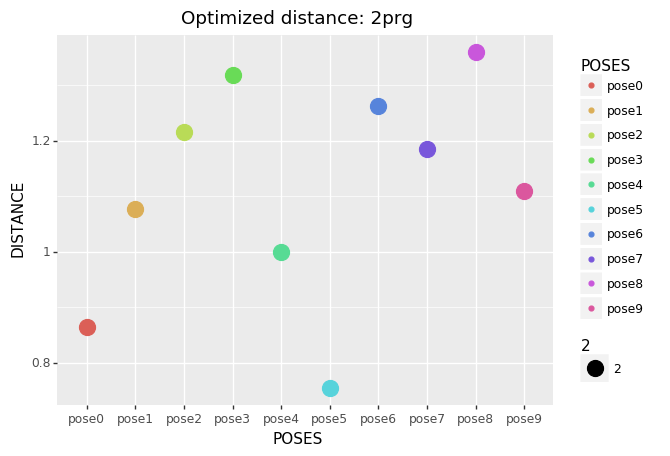 Optimized distance: 2prg
DISTANCE
1.2
1
0.8
pose0 pose1 pose2 pose3 pose4 pose5 pose6 pose7 pose8 pose9
POSES
POSES
pose0
pose1
pose2
pose3
pose4
pose5
pose6
pose7
pose8
pose9
2
2